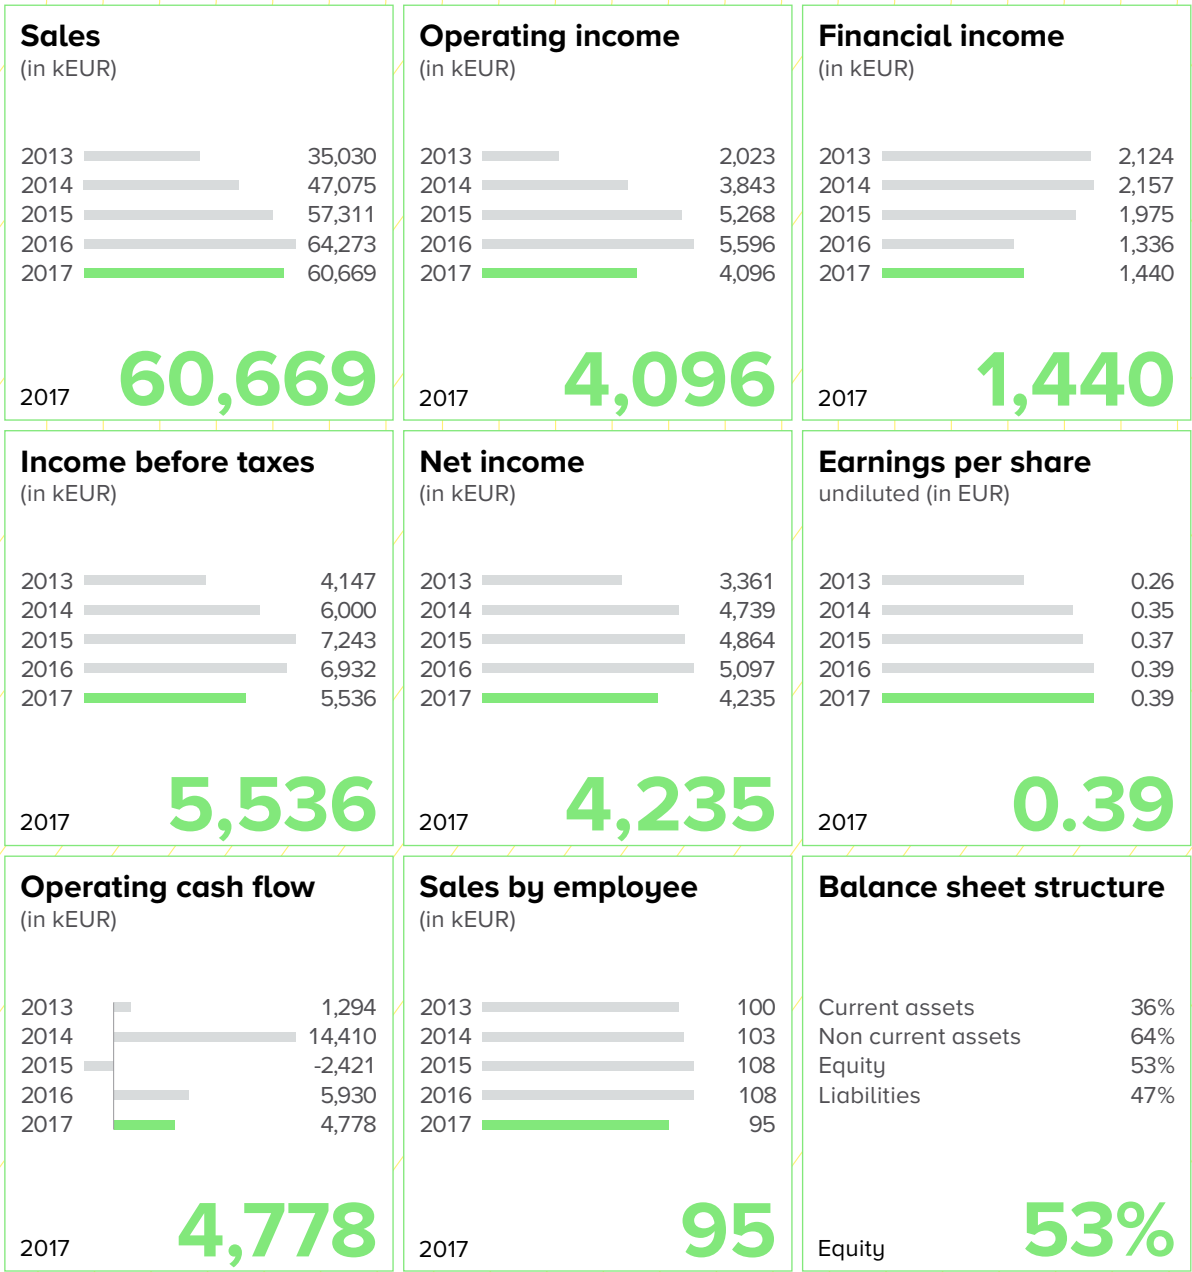 Sales
(in kEUR)
2013 35,030
2014 47,075
2015 57,311
2016 64,273
2017 60,669
2017 60,669
Operating income
(in kEUR)
2013 2,023
2014 3,843
2015 5,268
2016 5,596
2017 4,096
2017 4,096
Financial income
(in kEUR)
2013 2,124
2014 2,157
2015 1,975
2016 1,336
2017 1,440
2017 1,440
Income before taxes
(in kEUR)
2013 4,147
2014 6,000
2015 7,243
2016 6,932
2017 5,536
2017 5,536
Net income
(in kEUR)
2013 3,361
2014 4,739
2015 4,864
2016 5,097
2017 4,235
2017 4,235
Earnings per share
undiluted (in EUR)
2013 0.26
2014 0.35
2015 0.37
2016 0.39
2017 0.39
2017 0.39
Operating cash flow
(in kEUR)
2013 1,294
2014 14,410
2015 -2,421
2016 5,930
2017 4,778
2017 4,778
Sales by employee
(in kEUR)
2013 100
2014 103
2015 108
2016 108
2017 95
2017 95
Balance sheet structure
Current assets 36%
Non current assets 64%
Equity 53%
Liabilities 47%
Equity 53%